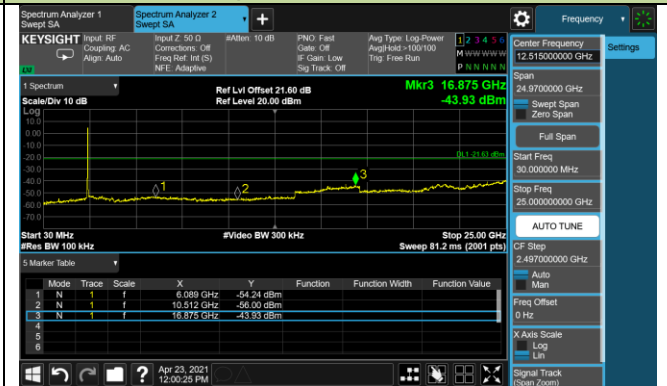 Spectrum Analyzer 1
Swept SA
Spectrum Analyzer 2
Swept SA
+
Frequency
KEYSIGHT
Input: RF
Coupling: AC
Align: Auto
Input Z: 50 Ω
Corrections: Off
Freq Ref: Int (S)
NFE: Adaptive
#Atten: 10 dB
PNO: Fast
Gate: Off
IF Gain: Low
Sig Track: Off
Avg Type: Log-Power
Avg|Hold:>100/100
Trig: Free Run
1 2 3 4 5 6
M W W W W W
P N N N N N
1 Spectrum
Scale/Div 10 dB
Ref Lvl Offset 21.60 dB
Ref Level 20.00 dBm
Mkr3 16.875 GHz
-43.93 dBm
Log
10.0
0.00
-10.0
-20.0
-30.0
-40.0
-50.0
-60.0
-70.0
DL1 -21.63 dBm
1
2
3
Start 30 MHz
#Res BW 100 kHz
#Video BW 300 kHz
Stop 25.00 GHz
Sweep 81.2 ms (2001 pts)
5 Marker Table
Mode Trace Scale X Y Function Function Width Function Value
1 N 1 f 6.089 GHz -54.24 dBm
2 N 1 f 10.512 GHz -56.00 dBm
3 N 1 f 16.875 GHz -43.93 dBm
4
5
6
Apr 23, 2021
12:00:25 PM
Center Frequency
12.515000000 GHz
Settings
Span
24.9700000 GHz
Swept Span
Zero Span
Full Span
Start Freq
30.000000 MHz
Stop Freq
25.000000000 GHz
AUTO TUNE
CF Step
2.497000000 GHz
Auto
Man
Freq Offset
0 Hz
X Axis Scale
Log
Lin
Signal Track
(Span Zoom)